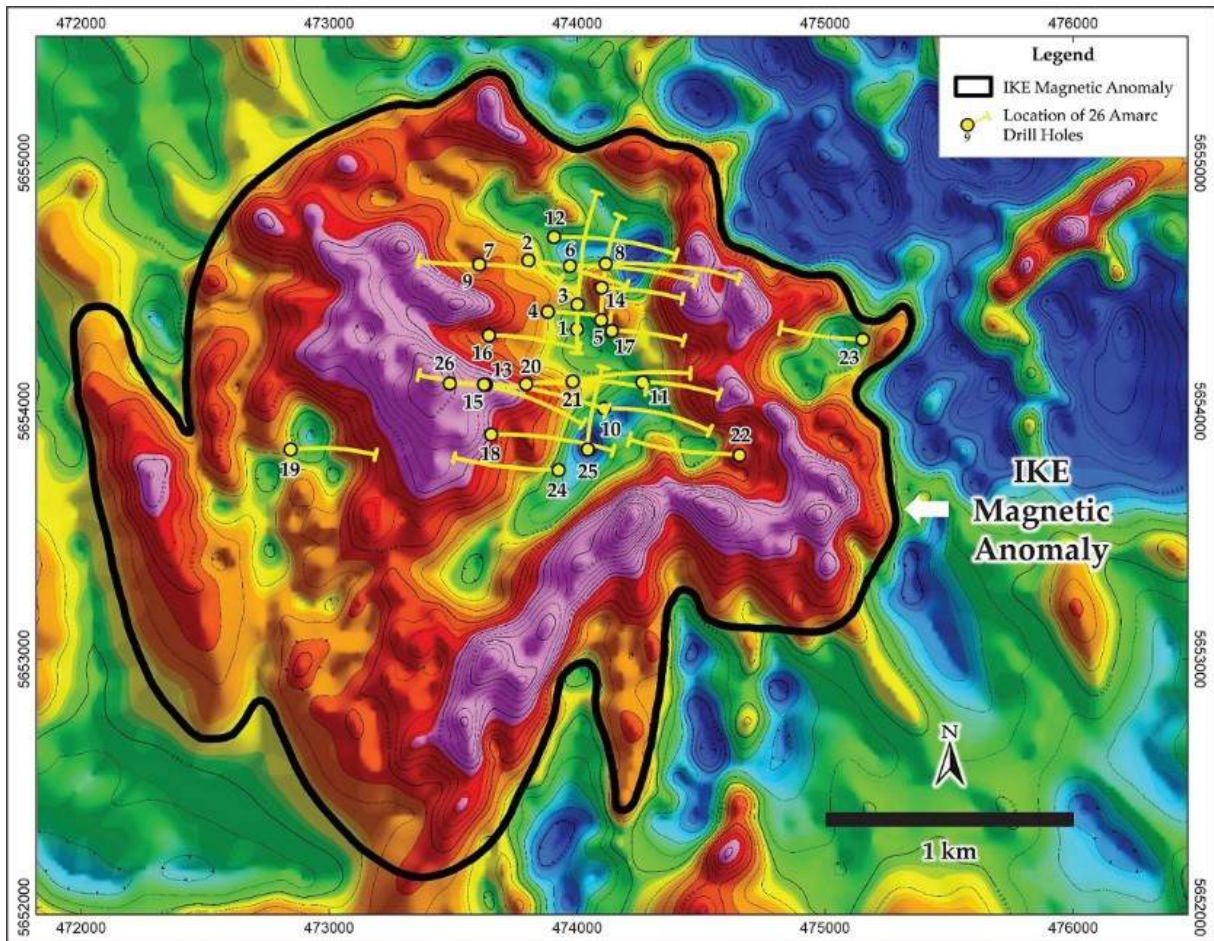 472000 473000 474000 475000 476000
Legend
IKE Magnetic Anomaly
Location of 26 Amarc
Drill Holes
9
5655000
5655000
12
7 2 6 8
9
3 14
4
1 5 17
16
23
26 13 20
15 21 11
5654000
5654000
10
18 22
19 25
24
IKE
Magnetic
Anomaly
5653000
5653000
N
1 km
5652000
5652000
472000 473000 474000 475000 476000